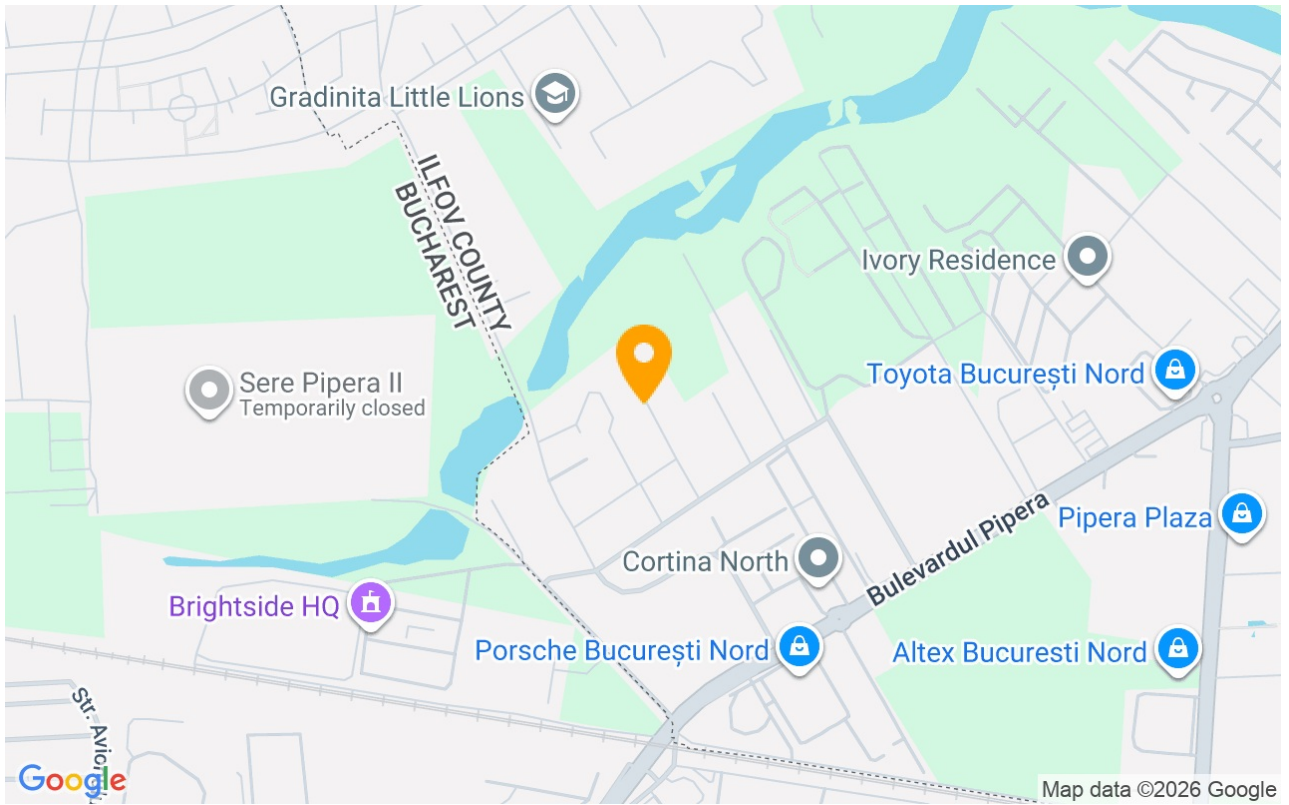 Gradinita Little Lions
ILFOV COUNTY
BUCHAREST
Ivory Residence
Sere Pipera II
Temporarily closed
Toyota București Nord
Pipera Plaza
Bulevardul Pipera
Cortina North
Brightside HQ
Porsche București Nord
Altex Bucuresti Nord
Str.
Google
Map data ©2026 Google